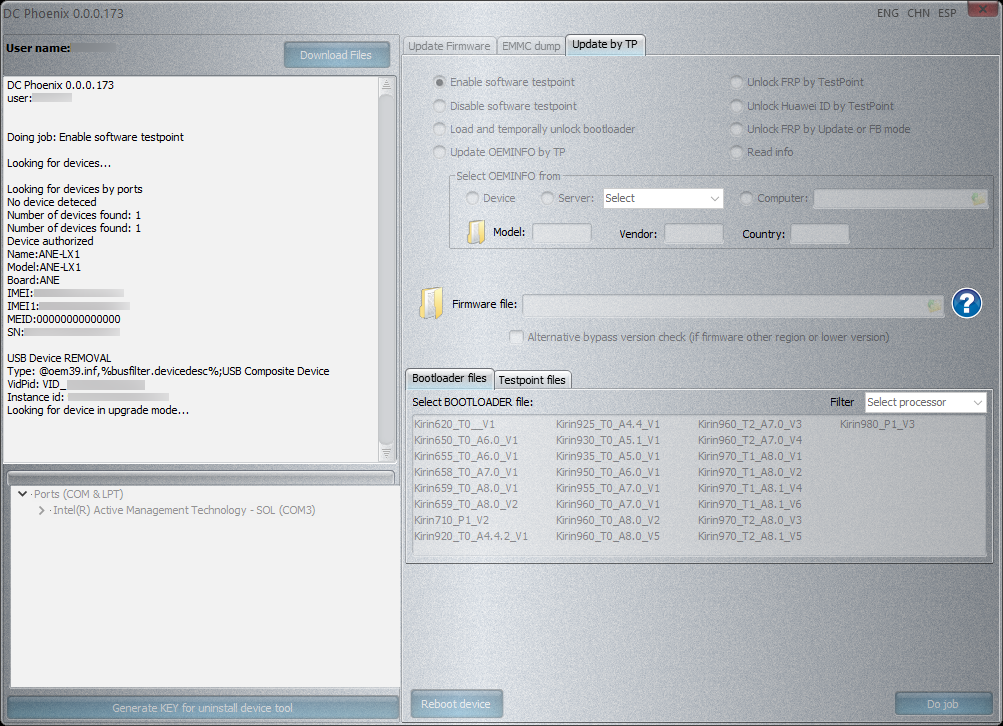 DC Phoenix 0.0.0.173
ENG CHN ESP
User name:
Download Files
DC Phoenix 0.0.0.173
user:
Doing job: Enable software testpoint
Looking for devices...
Looking for devices by ports
No device deteced
Number of devices found: 1
Number of devices found: 1
Device authorized
Name:ANE-LX1
Model:ANE-LX1
Board:ANE
IMEI:
IMEI1:
MEID:00000000000000
SN:
USB Device REMOVAL
Type: @oem39.inf,%busfilter.devicedesc%;USB Composite Device
VidPid: VID_
Instance id:
Looking for device in upgrade mode...
Ports (COM & LPT)
Intel(R) Active Management Technology - SOL (COM3)
Generate KEY for uninstall device tool
Update Firmware
EMMC dump
Update by TP
Enable software testpoint
Unlock FRP by TestPoint
Disable software testpoint
Unlock Huawei ID by TestPoint
Load and temporally unlock bootloader
Unlock FRP by Update or FB mode
Update OEMINFO by TP
Read info
Select OEMINFO from
Device
Server:
Select
Computer:
Model:
Vendor:
Country:
Firmware file:
?
Alternative bypass version check (if firmware other region or lower version)
Bootloader files
Testpoint files
Select BOOTLOADER file:
Filter
Select processor
Kirin620_T0__V1
Kirin650_T0_A6.0_V1
Kirin655_T0_A6.0_V1
Kirin658_T0_A7.0_V1
Kirin659_T0_A8.0_V1
Kirin659_T0_A8.0_V2
Kirin710_P1_V2
Kirin920_T0_A4.4.2_V1
Kirin925_T0_A4.4_V1
Kirin930_T0_A5.1_V1
Kirin935_T0_A5.0_V1
Kirin950_T0_A6.0_V1
Kirin955_T0_A7.0_V1
Kirin960_T0_A7.0_V1
Kirin960_T0_A8.0_V2
Kirin960_T0_A8.0_V5
Kirin960_T2_A7.0_V3
Kirin960_T2_A7.0_V4
Kirin970_T1_A8.0_V1
Kirin970_T1_A8.0_V2
Kirin970_T1_A8.1_V4
Kirin970_T1_A8.1_V6
Kirin970_T2_A8.0_V3
Kirin970_T2_A8.1_V5
Kirin980_P1_V3
Reboot device
Do job